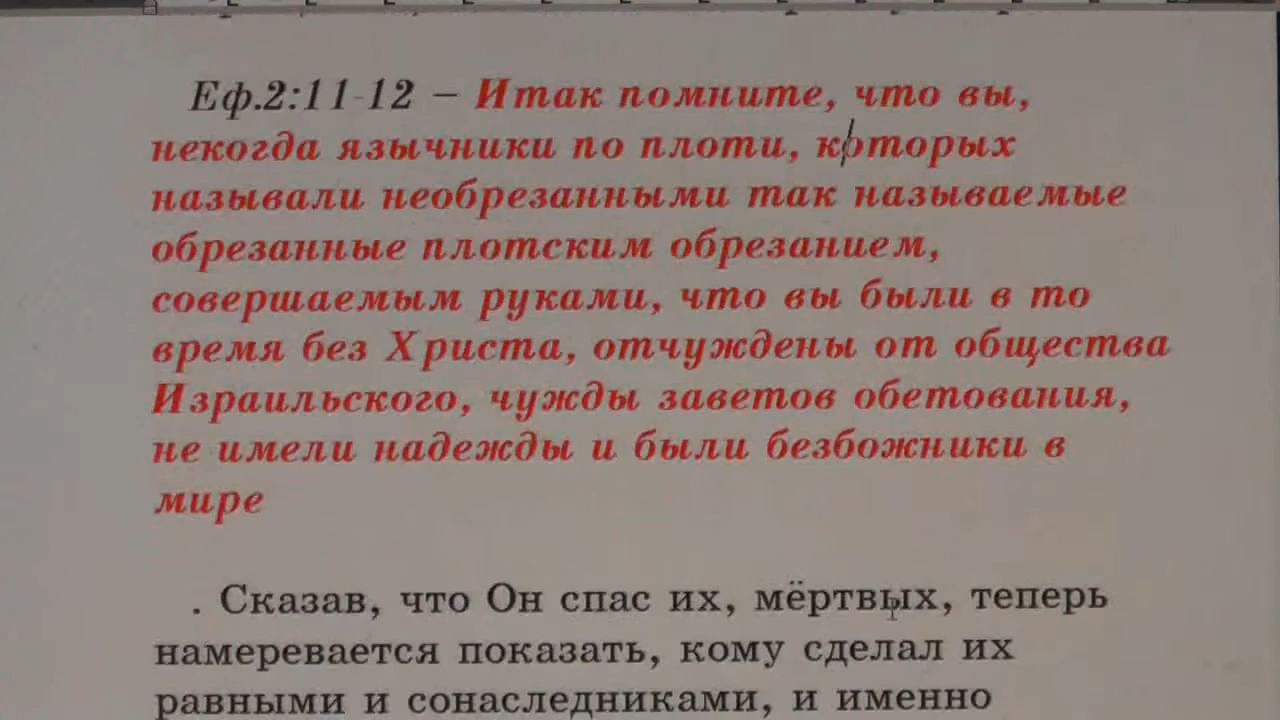 Еф.2:11-12 – Итак помните, что вы,
некогда язычники по плоти, которых
называли необрезанными так называемые
обрезанные плотским обрезанием,
совершаемым руками, что вы были в то
время без Христа, отчуждены от общества
Израильского, чужды заветов обетования,
не имели надежды и были безбожники в
мире
. Сказав, что Он спас их, мёртвых, теперь
намеревается показать, кому сделал их
равными и сонаследниками, и именно